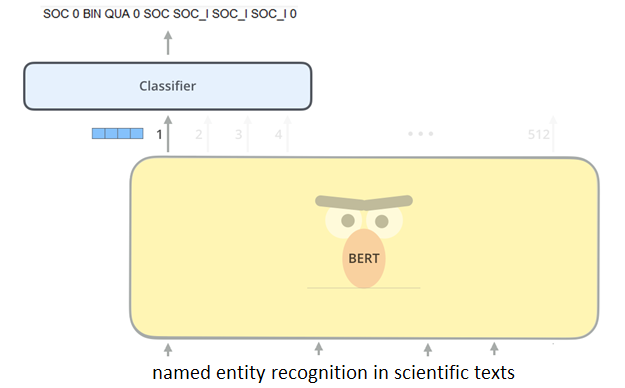 SOC 0 BIN QUA 0 SOC SOC_I SOC_I SOC_I 0
Classifier
1 2 3 4 ••• 512
BERT
named entity recognition in scientific texts